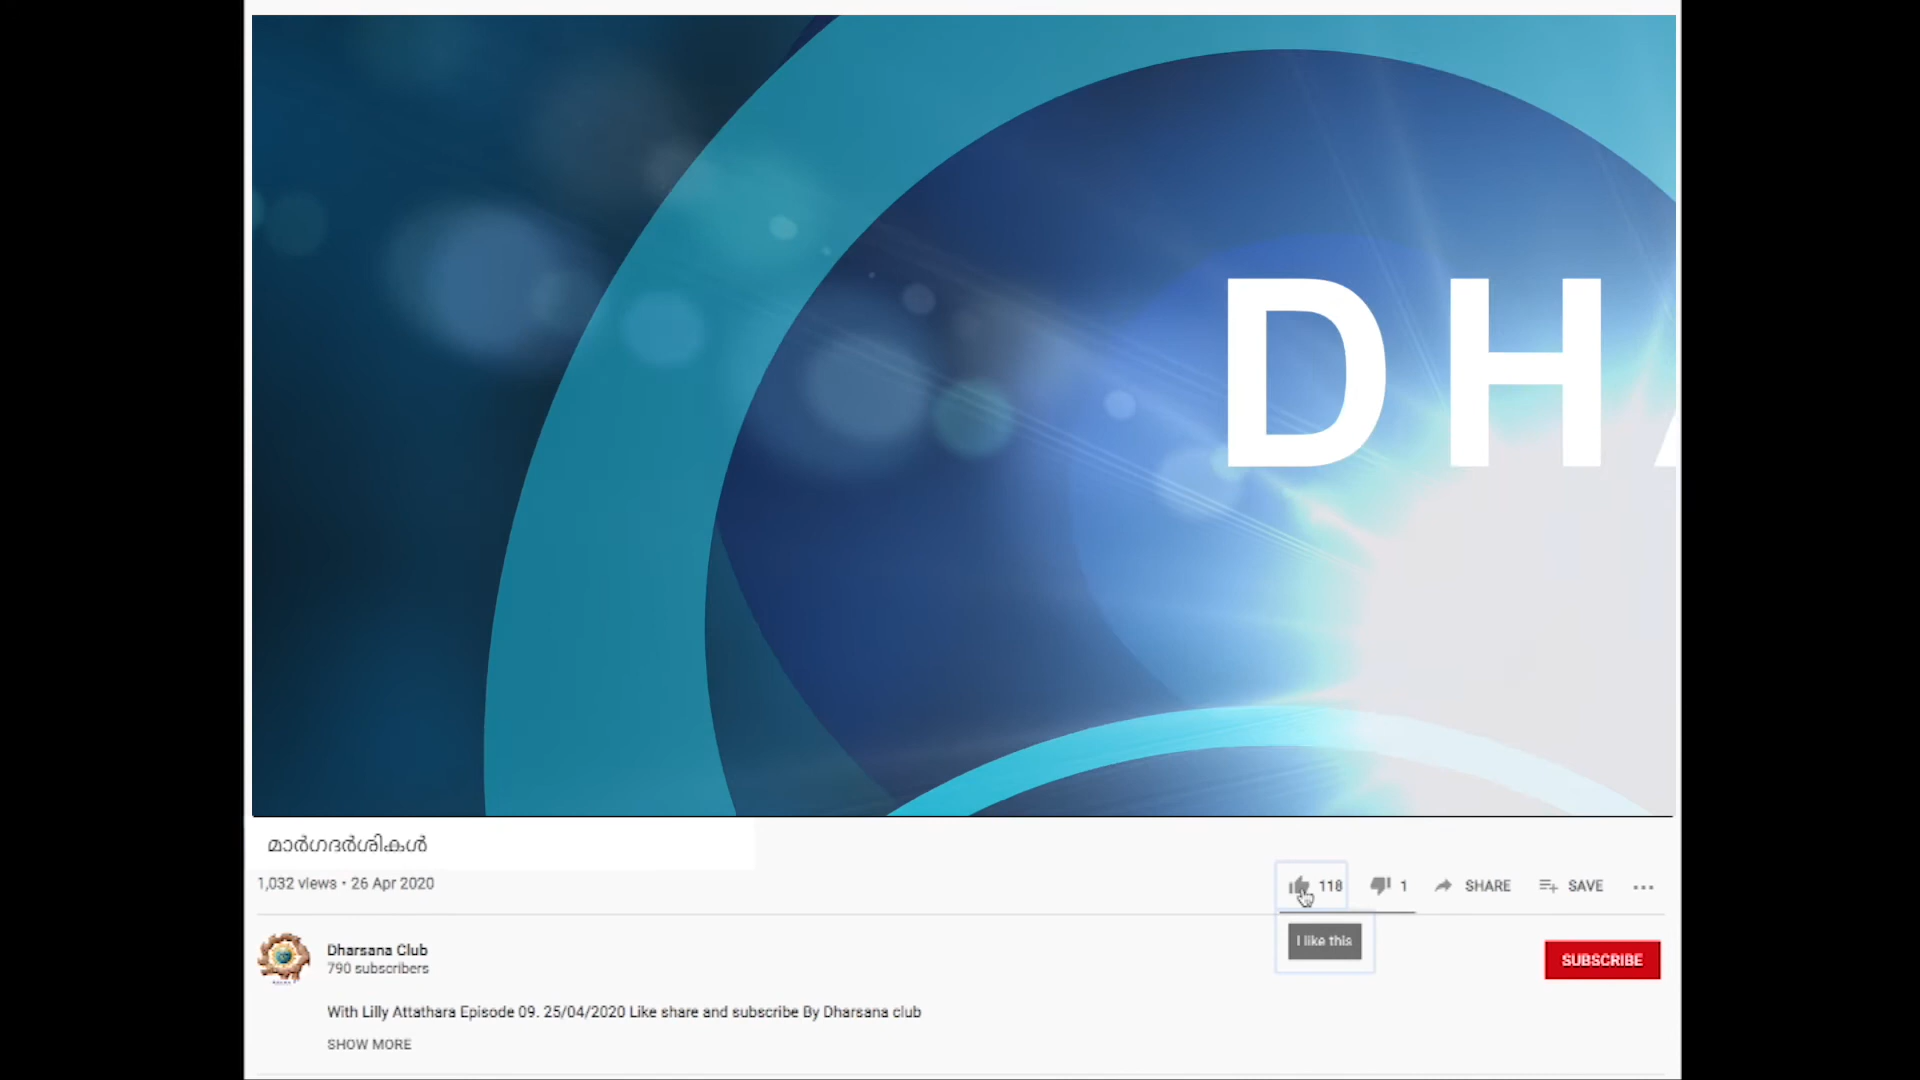 DH
മാർഗദർശികൾ
1,032 views • 26 Apr 2020
118 1 SHARE SAVE
I like this
Dharsana Club
790 subscribers
SUBSCRIBE
With Lilly Attathara Episode 09. 25/04/2020 Like share and subscribe By Dharsana club
SHOW MORE